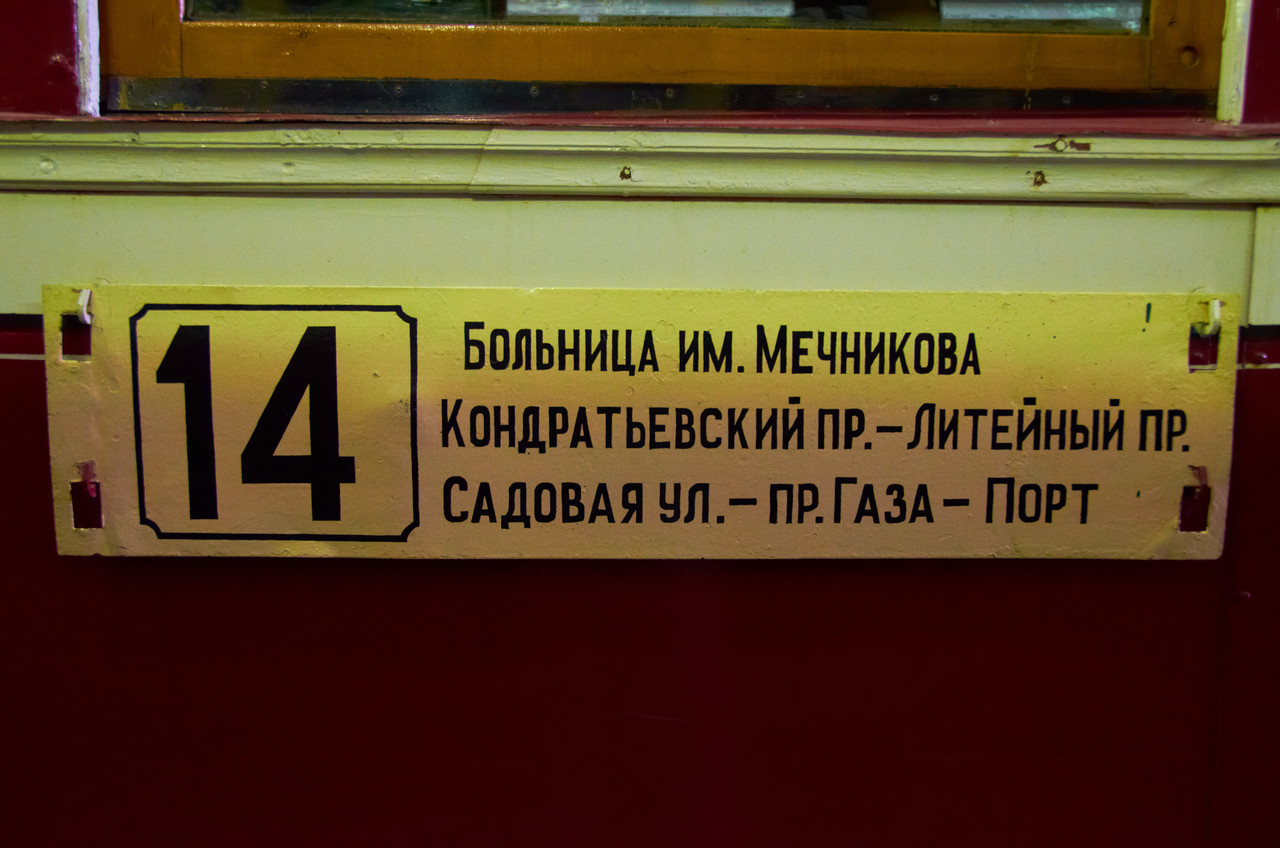 14
Больница им. Мечникова
Кондратьевский пр.–Литейный пр.
Садовая ул.– пр. Газа – Порт